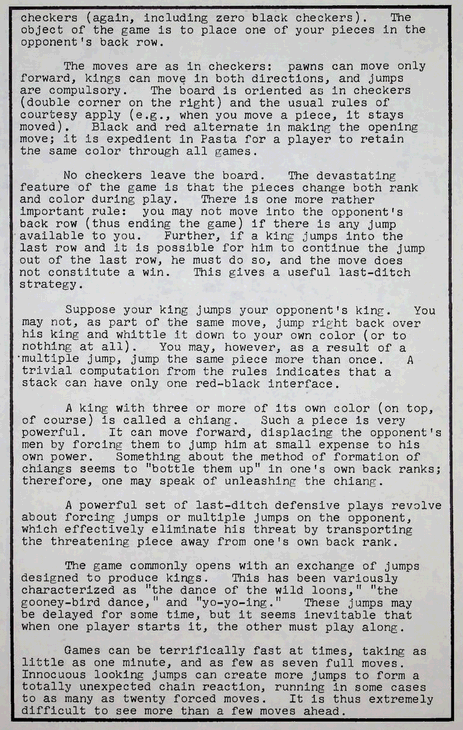 checkers (again, including zero black checkers).   The
object of the game is to place one of your pieces in the
opponent's back row.
The moves are as in checkers:  pawns can move only
forward, kings can move in both directions, and jumps
are compulsory.   The board is oriented as in checkers
(double corner on the right) and the usual rules of
courtesy apply (e.g., when you move a piece, it stays
moved).   Black and red alternate in making the opening
move; it is expedient in Pasta for a player to retain
the same color through all games.
No checkers leave the board.   The devastating
feature of the game is that the pieces change both rank
and color during play.   There is one more rather
important rule:  you may not move into the opponent's
back row (thus ending the game) if there is any jump
available to you.   Further, if a king jumps into the
last row and it is possible for him to continue the jump
out of the last row, he must do so, and the move does
not constitute a win.   This gives a useful last-ditch
strategy.
Suppose your king jumps your opponent's king.   You
may not, as part of the same move, jump right back over
his king and whittle it down to your own color (or to
nothing at all).   You may, however, as a result of a
multiple jump, jump the same piece more than once.   A
trivial computation from the rules indicates that a
stack can have only one red-black interface.
A king with three or more of its own color (on top,
of course) is called a chiang.   Such a piece is very
powerful.   It can move forward, displacing the opponent's
men by forcing them to jump him at small expense to his
own power.   Something about the method of formation of
chiangs seems to "bottle them up" in one's own back ranks;
therefore, one may speak of unleashing the chiang.
A powerful set of last-ditch defensive plays revolve
about forcing jumps or multiple jumps on the opponent,
which effectively eliminate his threat by transporting
the threatening piece away from one's own back rank.
The game commonly opens with an exchange of jumps
designed to produce kings.   This has been variously
characterized as "the dance of the wild loons," "the
gooney-bird dance," and "yo-yo-ing."   These jumps may
be delayed for some time, but it seems inevitable that
when one player starts it, the other must play along.
Games can be terrifically fast at times, taking as
little as one minute, and as few as seven full moves.
Innocuous looking jumps can create more jumps to form a
totally unexpected chain reaction, running in some cases
to as many as twenty forced moves.   It is thus extremely
difficult to see more than a few moves ahead.